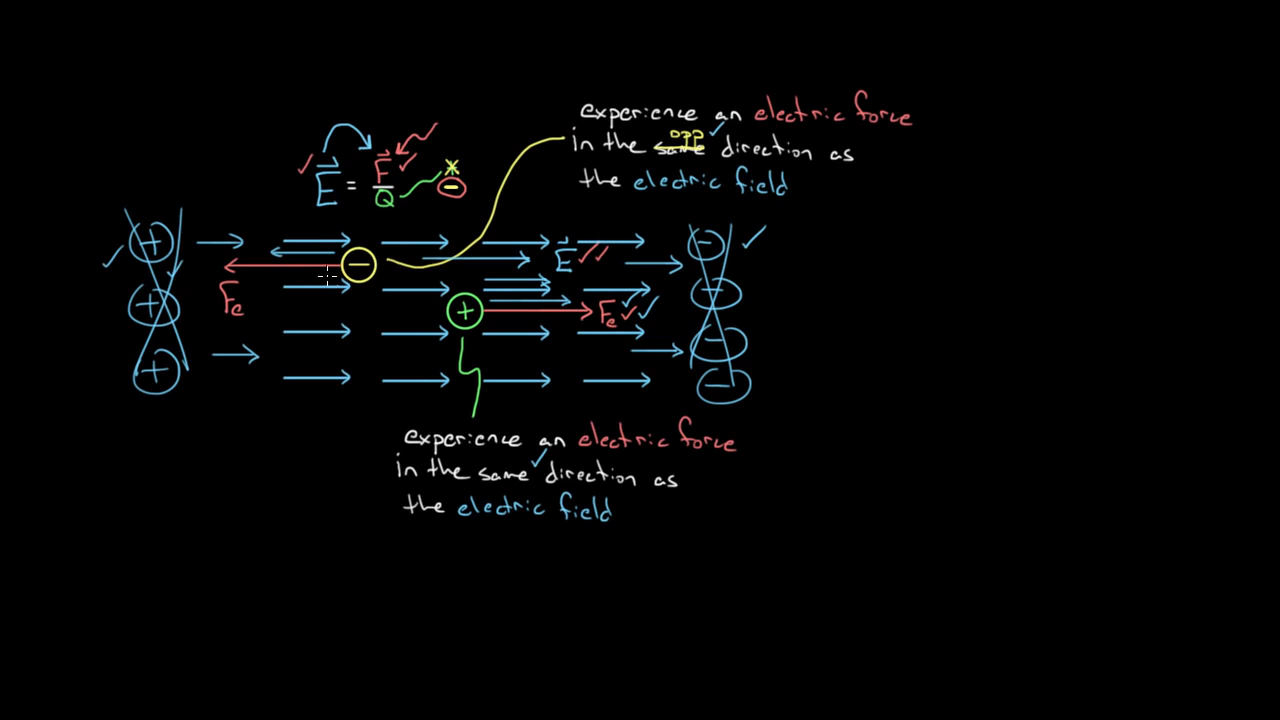 experience an electric force
in the same opp direction as
the electric field
E = F
Q
-
+ - -
E
+ + Fe + Fe -
+ -
-
experience an electric force
in the same direction as
the electric field